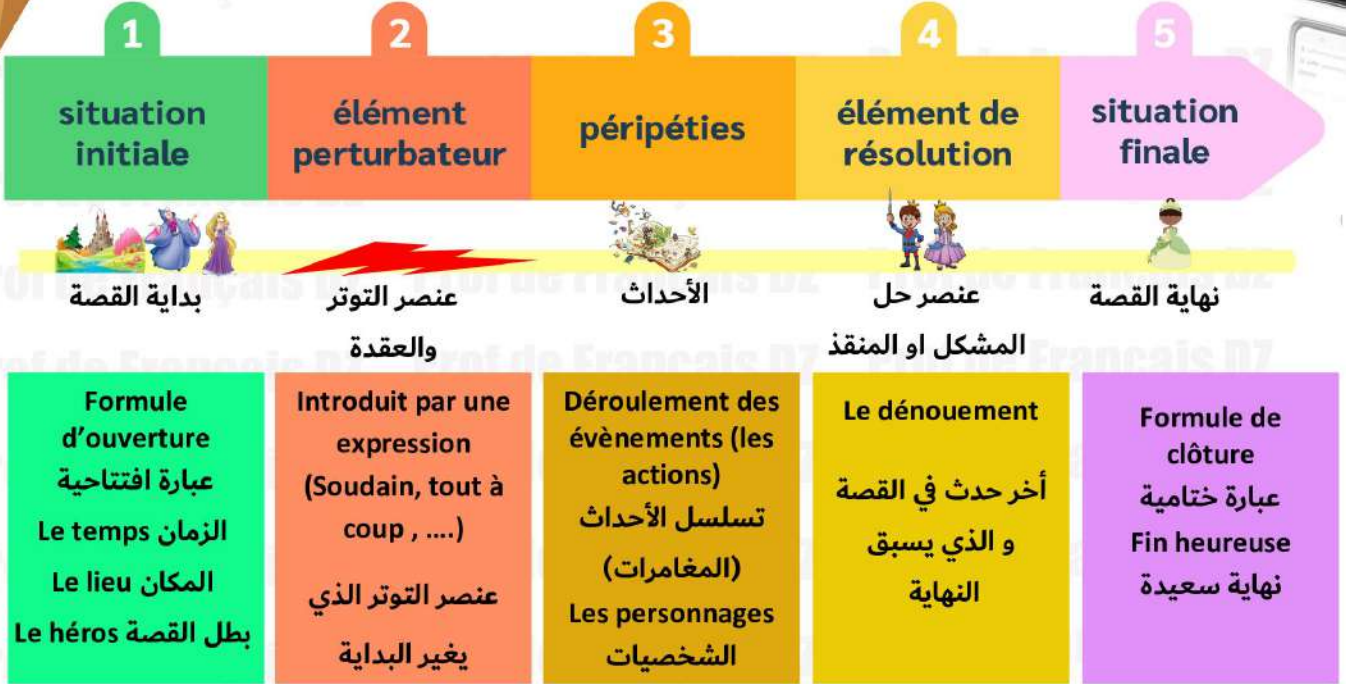 1
2
3
4
5
situation
initiale
élément
perturbateur
péripéties
élément de
résolution
situation
finale
بداية القصة
عنصر التوتر
والعقدة
الأحداث
عنصر حل
المشكل او المنقذ
نهاية القصة
Formule
d'ouverture
عبارة افتتاحية
Le temps الزمان
Le lieu المكان
Le héros بطل القصة
Introduit par une
expression
(Soudain, tout à
coup , ....)
عنصر التوتر الذي
يغير البداية
Déroulement des
évènements (les
actions)
تسلسل الأحداث
(المغامرات)
Les personnages
الشخصيات
Le dénouement
أخر حدث في القصة
و الذي يسبق
النهاية
Formule de
clôture
عبارة ختامية
Fin heureuse
نهاية سعيدة
Prof de Français DZ